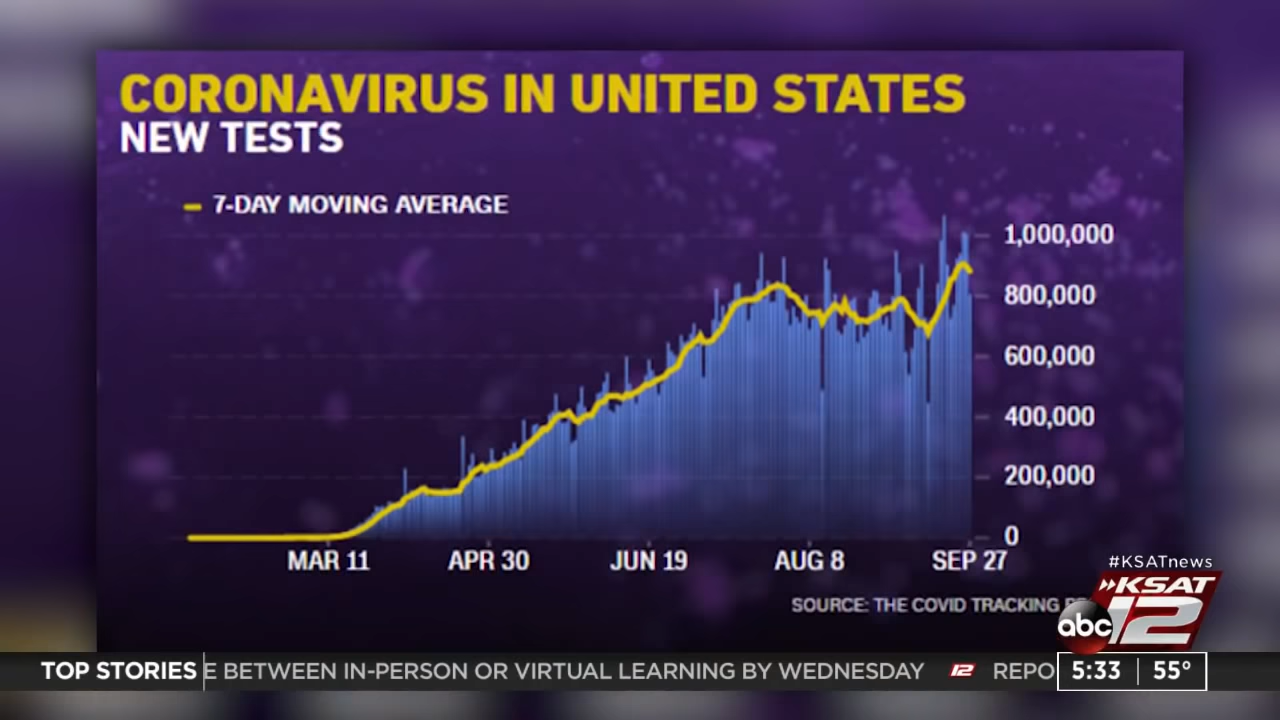 CORONAVIRUS IN UNITED STATES
NEW TESTS
7-DAY MOVING AVERAGE
1,000,000
800,000
600,000
400,000
200,000
0
MAR 11 APR 30 JUN 19 AUG 8 SEP 27
#KSATnews
SOURCE: THE COVID TRACKING
KSAT
abc 12
TOP STORIES E BETWEEN IN-PERSON OR VIRTUAL LEARNING BY WEDNESDAY 12 REPO 5:33 55°